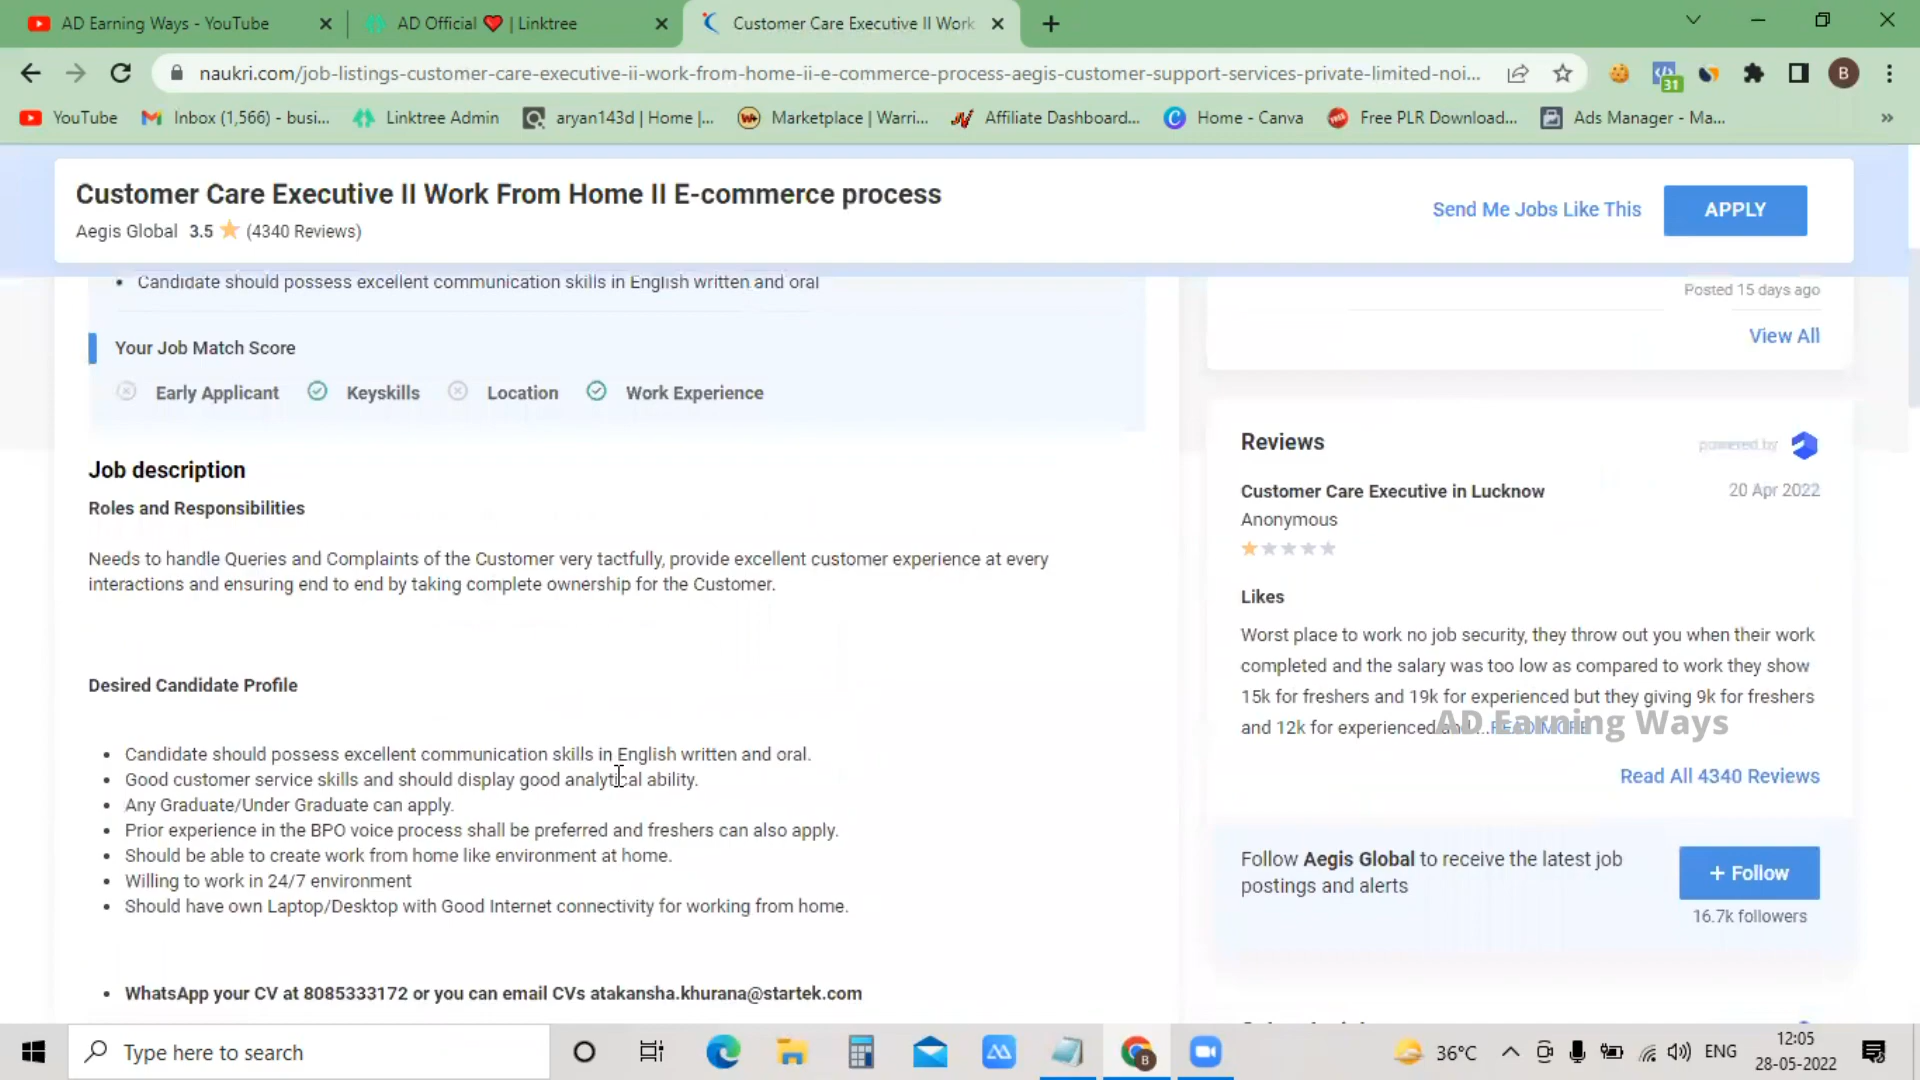 AD Earning Ways - YouTube
AD Official ❤ | Linktree
Customer Care Executive II Work
naukri.com/job-listings-customer-care-executive-ii-work-from-home-ii-e-commerce-process-aegis-customer-support-services-private-limited-noi...
31
B
YouTube
Inbox (1,566) - busi...
Linktree Admin
aryan143d | Home |...
Marketplace | Warri...
Affiliate Dashboard...
Home - Canva
Free PLR Download...
Ads Manager - Ma...
»
Customer Care Executive II Work From Home II E-commerce process
Aegis Global 3.5 ★ (4340 Reviews)
Send Me Jobs Like This
APPLY
• Candidate should possess excellent communication skills in English written and oral
Your Job Match Score
Early Applicant
Keyskills
Location
Work Experience
Job description
Roles and Responsibilities
Needs to handle Queries and Complaints of the Customer very tactfully, provide excellent customer experience at every
interactions and ensuring end to end by taking complete ownership for the Customer.
Desired Candidate Profile
• Candidate should possess excellent communication skills in English written and oral.
• Good customer service skills and should display good analytical ability.
• Any Graduate/Under Graduate can apply.
• Prior experience in the BPO voice process shall be preferred and freshers can also apply.
• Should be able to create work from home like environment at home.
• Willing to work in 24/7 environment
• Should have own Laptop/Desktop with Good Internet connectivity for working from home.
• WhatsApp your CV at 8085333172 or you can email CVs atakansha.khurana@startek.com
Posted 15 days ago
View All
Reviews
powered by
Customer Care Executive in Lucknow
20 Apr 2022
Anonymous
Likes
Worst place to work no job security, they throw out you when their work
completed and the salary was too low as compared to work they show
15k for freshers and 19k for experienced but they giving 9k for freshers
and 12k for experienced and ...READ MORE
AD Earning Ways
Read All 4340 Reviews
Follow Aegis Global to receive the latest job
postings and alerts
+ Follow
16.7k followers
Type here to search
B
36°C
ENG
12:05
28-05-2022